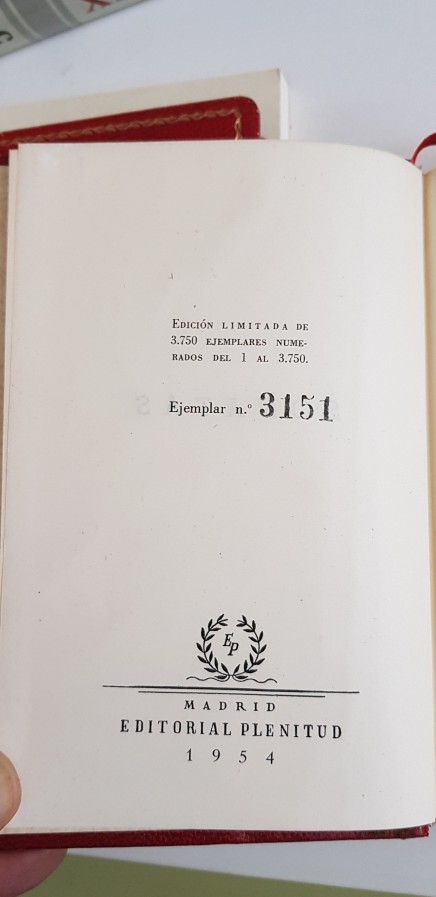 EDICIÓN LIMITADA DE
3.750 EJEMPLARES NUME-
RADOS DEL 1 AL 3.750.
Ejemplar n.º 3151
EP
MADRID
EDITORIAL PLENITUD
1954